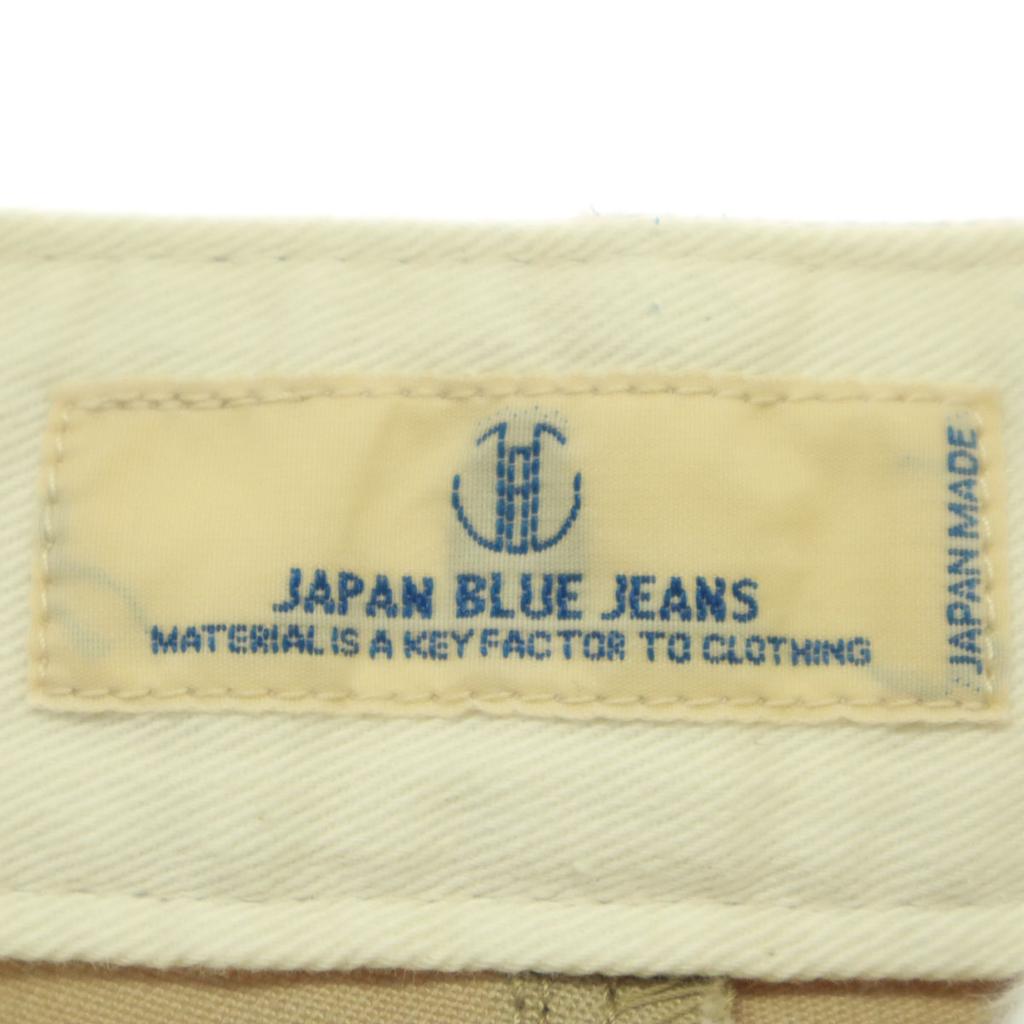 JAPAN BLUE JEANS
MATERIAL IS A KEY FACTOR TO CLOTHING
JAPAN MADE